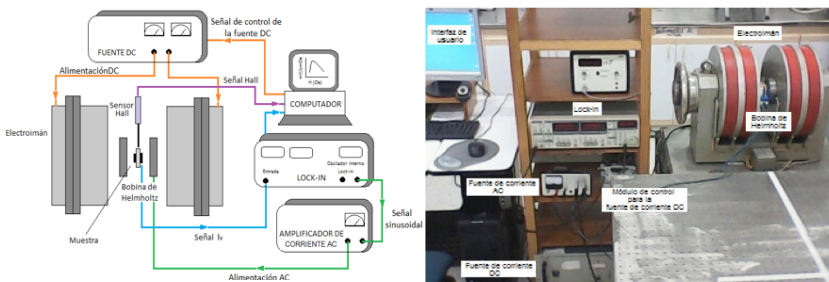 Señal de control de
la fuente DC
FUENTE DC
AlimentaciónDC
Señal Hall
Sensor
Hall
H (Oe)
COMPUTADOR
Electroimán
Oscilador Interno
Entrada
Lock-in
LOCK-IN
Bobina de
Helmholtz
Muestra
Señal Iv
AMPLIFICADOR DE
CORRIENTE AC
Señal
sinusoidal
Alimentación AC
Interfaz de
usuario
Electroimán
Lock-in
Bobina de
Helmholtz
Fuente de corriente
AC
Módulo de control
para la
fuente de corriente DC
Fuente de corriente
DC